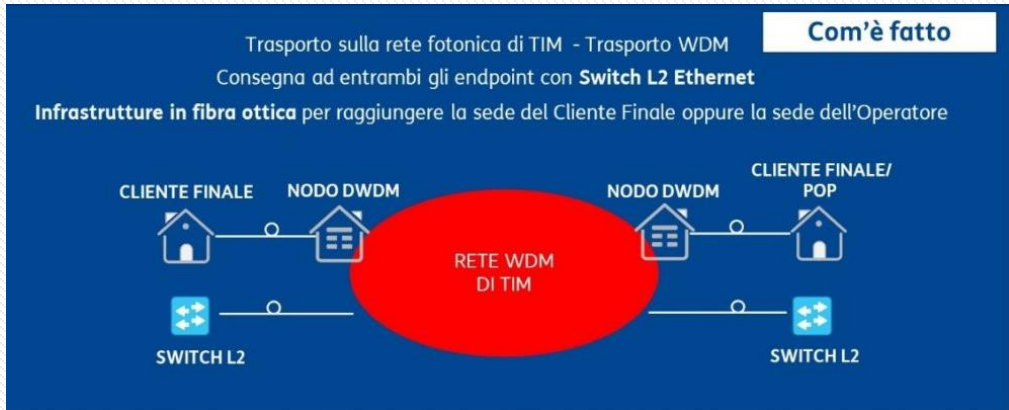 Com'è fatto
Trasporto sulla rete fotonica di TIM - Trasporto WDM
Consegna ad entrambi gli endpoint con Switch L2 Ethernet
Infrastrutture in fibra ottica per raggiungere la sede del Cliente Finale oppure la sede dell'Operatore
CLIENTE FINALE
NODO DWDM
NODO DWDM
CLIENTE FINALE/
POP
RETE WDM
DI TIM
SWITCH L2
SWITCH L2